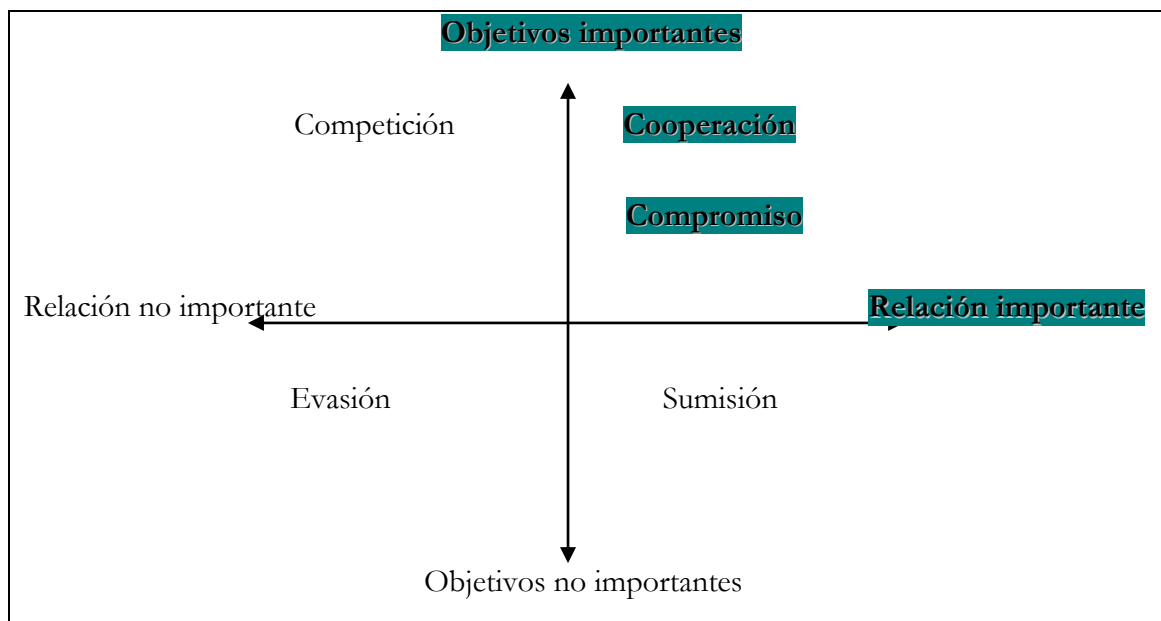 Objetivos importantes
Competición
Cooperación
Compromiso
Relación no importante
Relación importante
Evasión
Sumisión
Objetivos no importantes